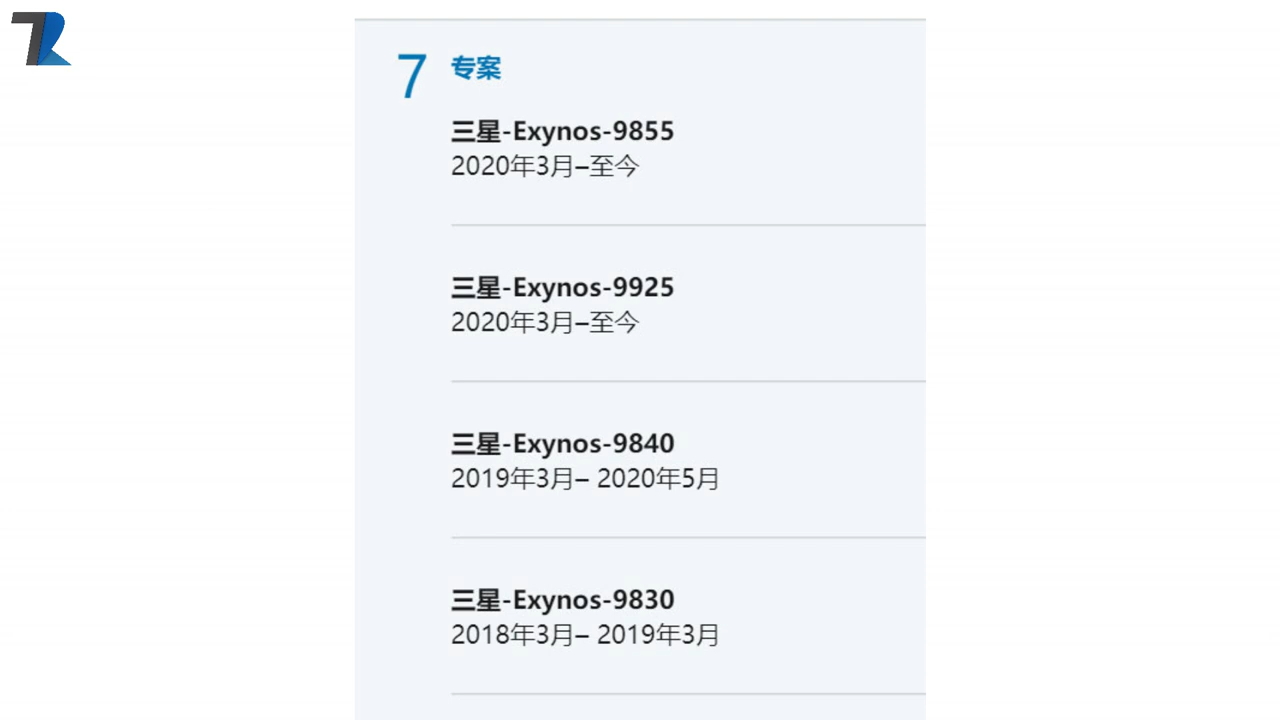 7 专案
三星-Exynos-9855
2020年3月–至今
三星-Exynos-9925
2020年3月–至今
三星-Exynos-9840
2019年3月– 2020年5月
三星-Exynos-9830
2018年3月– 2019年3月